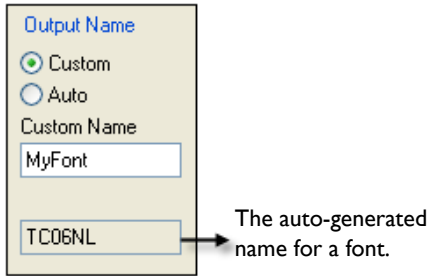 Output Name
Custom
Auto
Custom Name
MyFont
TC06NL
The auto-generated
name for a font.